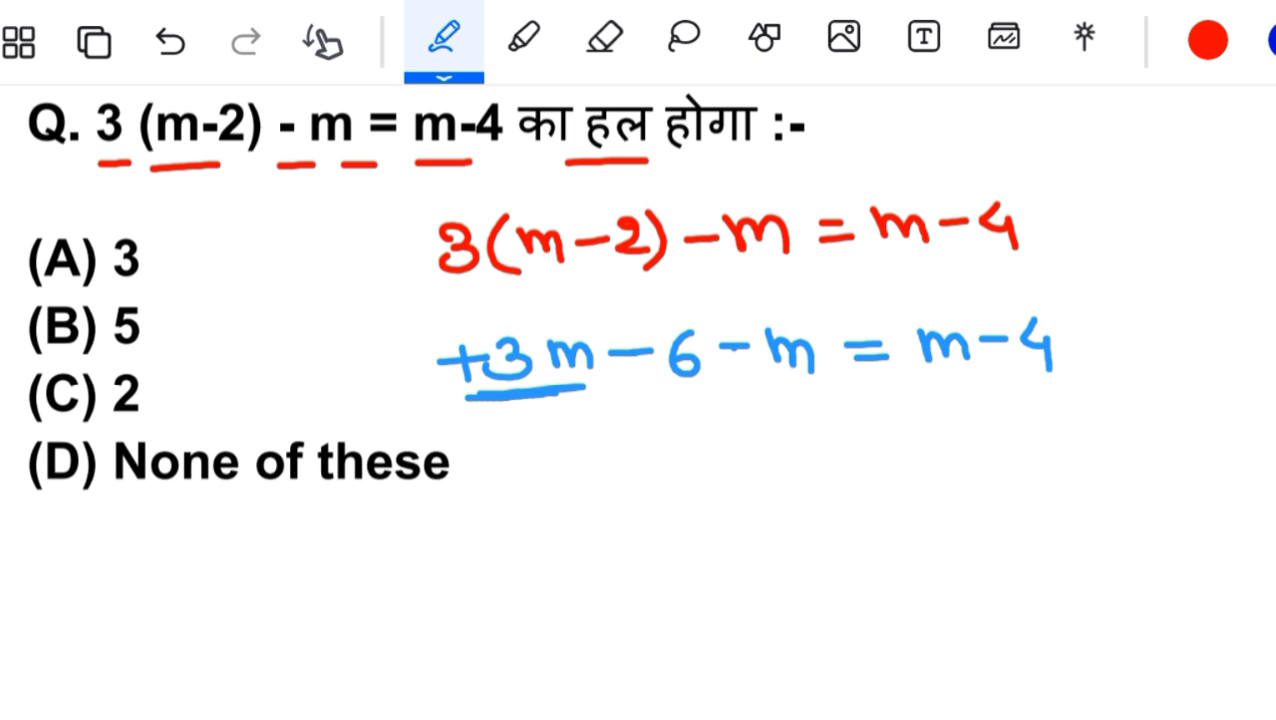 Q. 3 (m-2) - m = m-4 का हल होगा :-
3(m-2)-m = m-4
(A) 3
(B) 5
+3m-6-m = m-4
(C) 2
(D) None of these